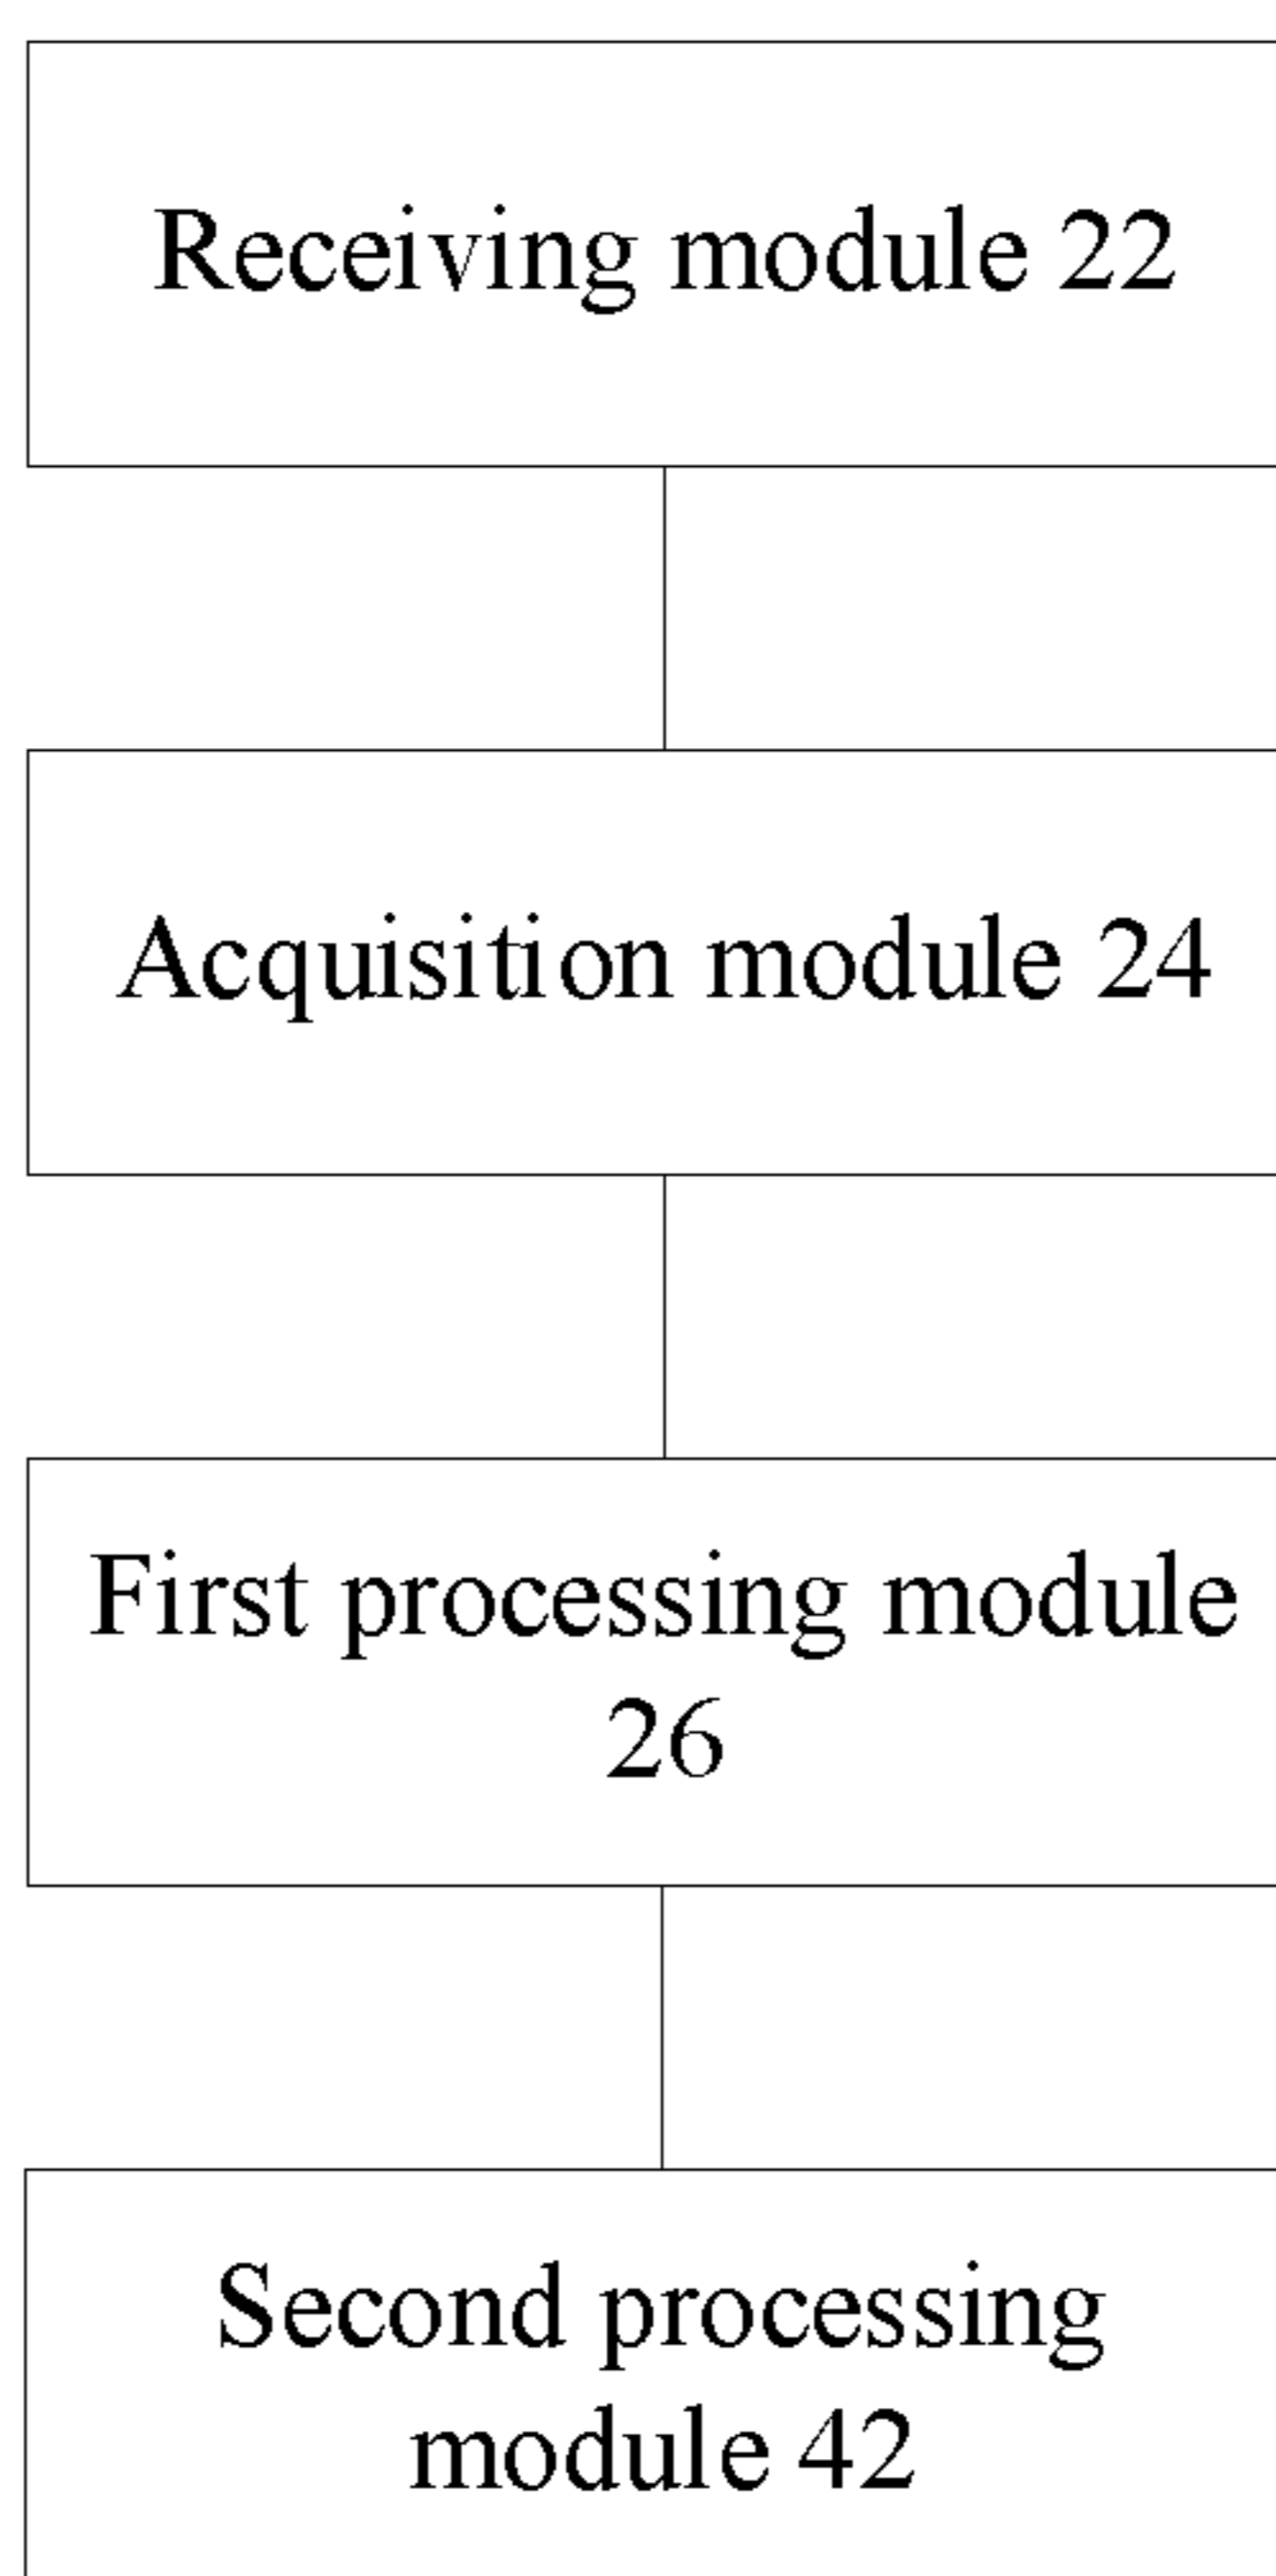 Receiving module 22
Acquisition module 24
First processing module
26
Second processing
module 42